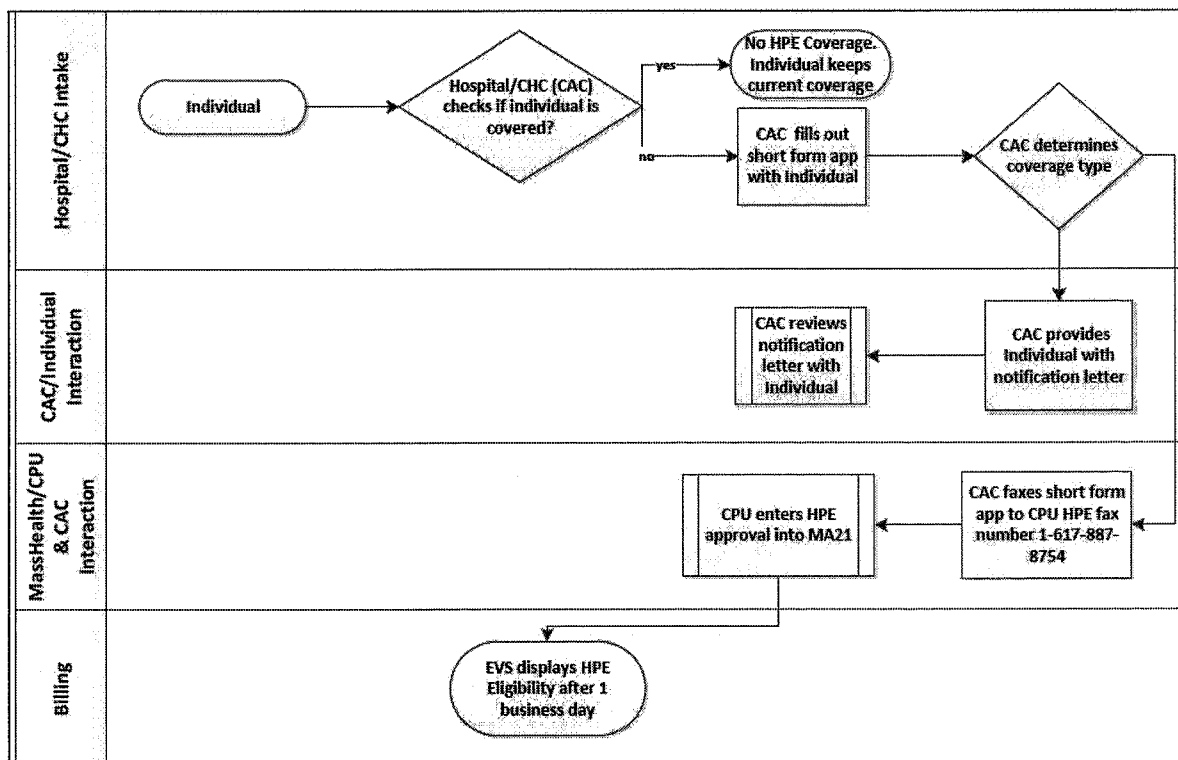 Hospital/CHC Intake
Individual
Hospital/CHC (CAC)
checks if individual is
covered?
yes
no
No HPE Coverage.
Individual keeps
current coverage
CAC fills out
short form app
with Individual
CAC determines
coverage type
CAC/Individual
Interaction
CAC reviews
notification
letter with
Individual
CAC provides
Individual with
notification letter
MassHealth/CPU
& CAC
Interaction
CPU enters HPE
approval into MA21
CAC faxes short form
app to CPU HPE fax
number 1-617-887-
8754
Billing
EVS displays HPE
Eligibility after 1
business day